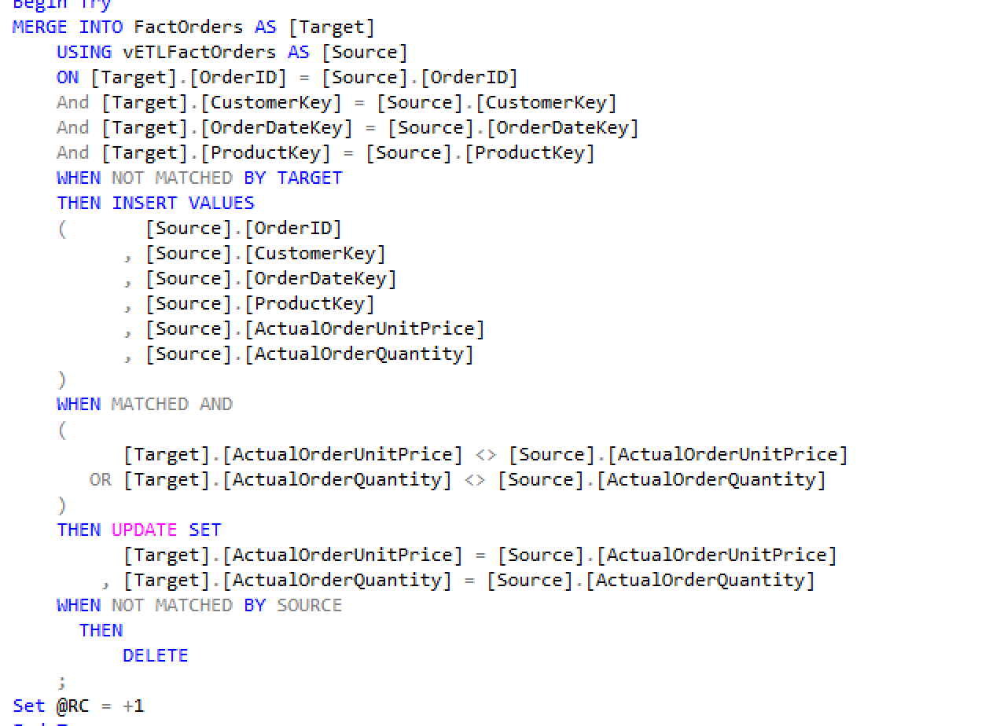 Begin Try
MERGE INTO FactOrders AS [Target]
USING vETLFactOrders AS [Source]
ON [Target].[OrderID] = [Source].[OrderID]
And [Target].[CustomerKey] = [Source].[CustomerKey]
And [Target].[OrderDateKey] = [Source].[OrderDateKey]
And [Target].[ProductKey] = [Source].[ProductKey]
WHEN NOT MATCHED BY TARGET
THEN INSERT VALUES
( [Source].[OrderID]
, [Source].[CustomerKey]
, [Source].[OrderDateKey]
, [Source].[ProductKey]
, [Source].[ActualOrderUnitPrice]
, [Source].[ActualOrderQuantity]
)
WHEN MATCHED AND
(
[Target].[ActualOrderUnitPrice] <> [Source].[ActualOrderUnitPrice]
OR [Target].[ActualOrderQuantity] <> [Source].[ActualOrderQuantity]
)
THEN UPDATE SET
[Target].[ActualOrderUnitPrice] = [Source].[ActualOrderUnitPrice]
, [Target].[ActualOrderQuantity] = [Source].[ActualOrderQuantity]
WHEN NOT MATCHED BY SOURCE
THEN
DELETE
;
Set @RC = +1